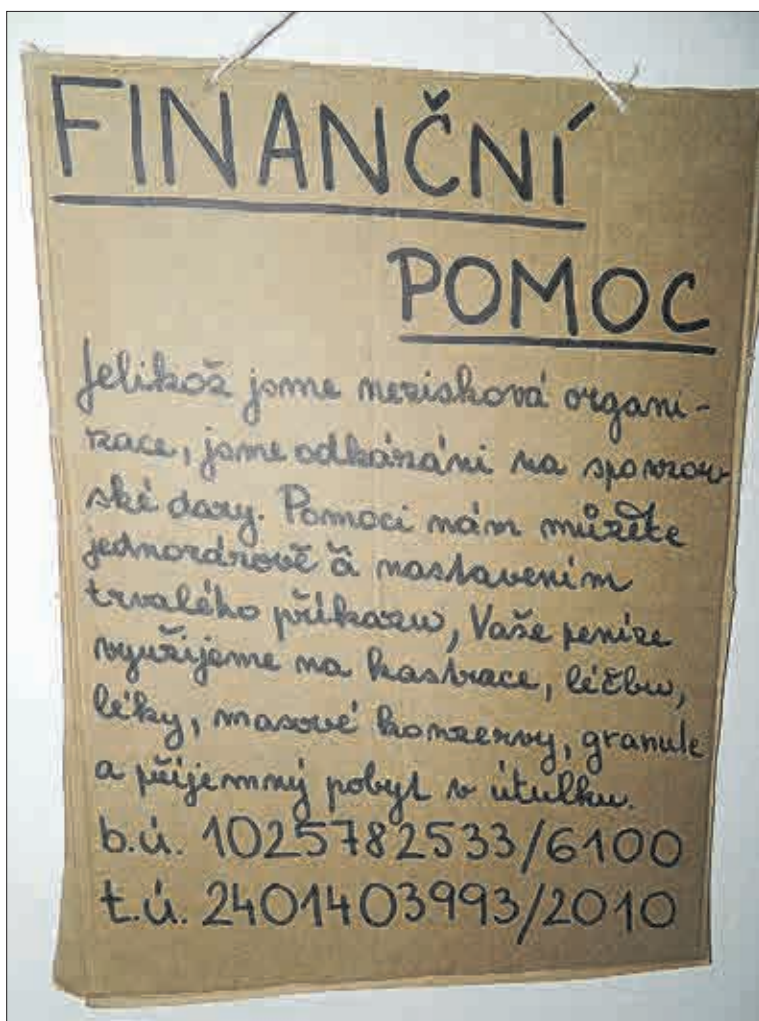 FINANČNÍ
POMOC
Jelikož jsme nezisková organi-
zace, jsme odkázáni na sponzor-
ské dary. Pomoci nám můžete
jednorázově či nastavením
trvalého příkazu, Vaše peníze
využijeme na kastrace, léčbu,
léky, masové konzervy, granule
a příjemný pobyt v útulku.
b.ú. 1025782533/6100
t.ú. 2401403993/2010